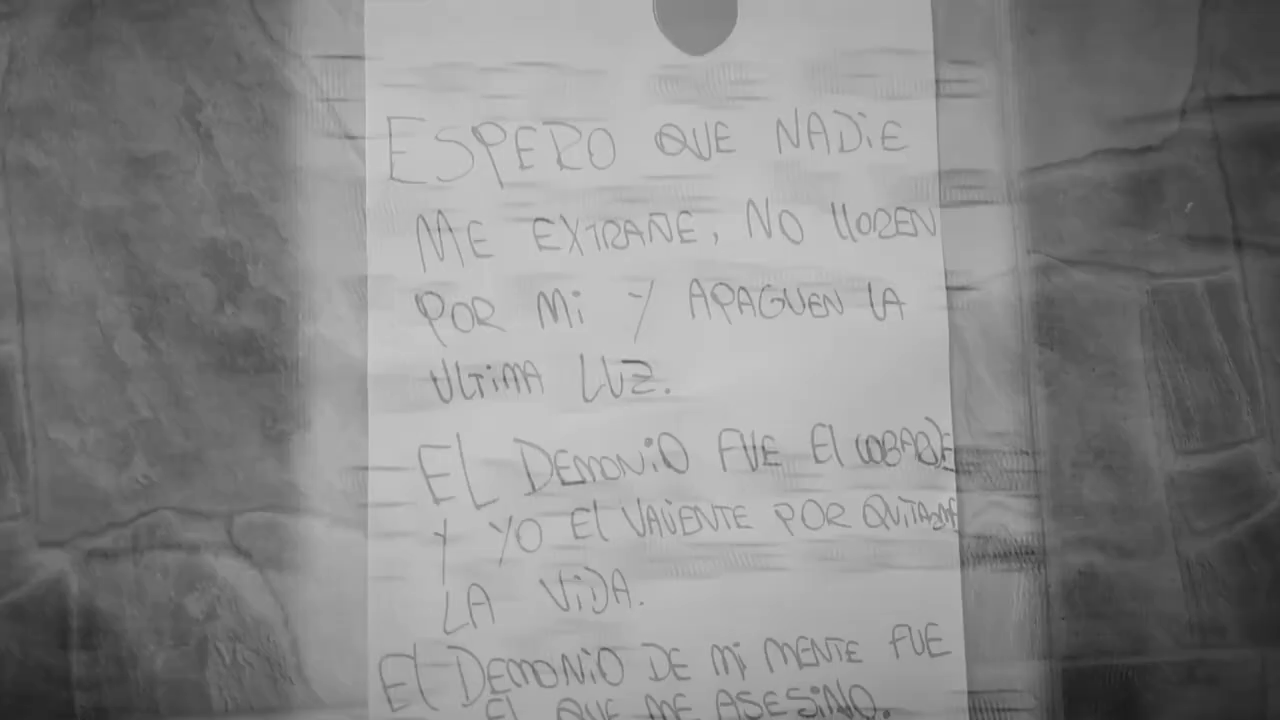 ESPERO QUE NADIE
ME EXTRAÑE, NO LLOREN
POR MI Y APAGUEN LA
ULTIMA LUZ.
EL DEMONIO FUE El COBARDE
Y YO El VALIENTE POR QUITARME
LA VIDA.
El DEMONIO DE Mi MENTE FUE
EL QUE ME ASESINO.